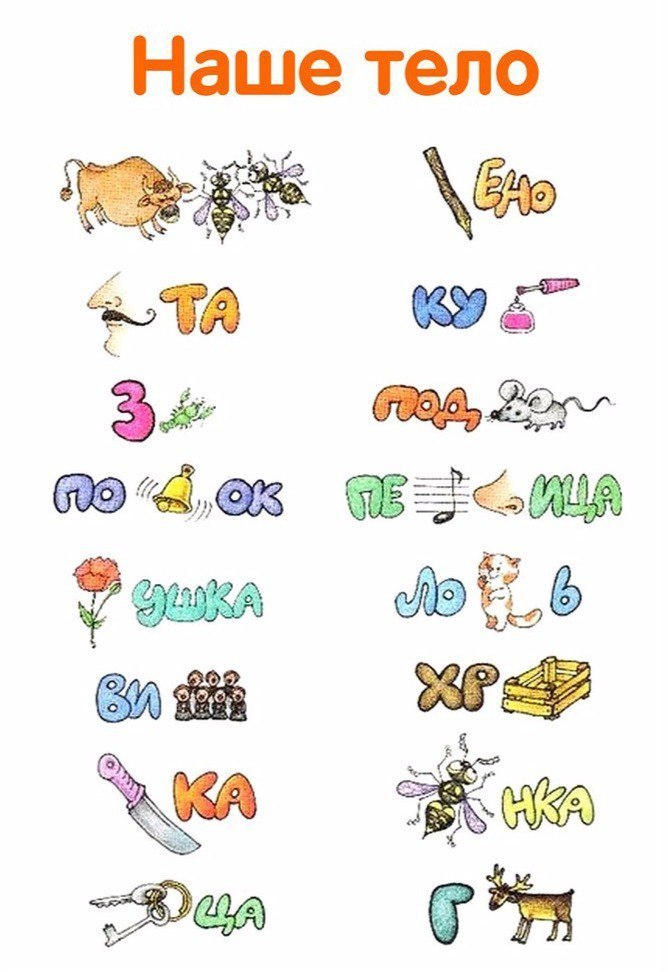 Наше тело
ЕНО
ТА КУ
З ПОД
ПО ОК ПЕ ИЦА
УШКА ЛО Ь
ВИ ХР
КА НКА
ЦА Г